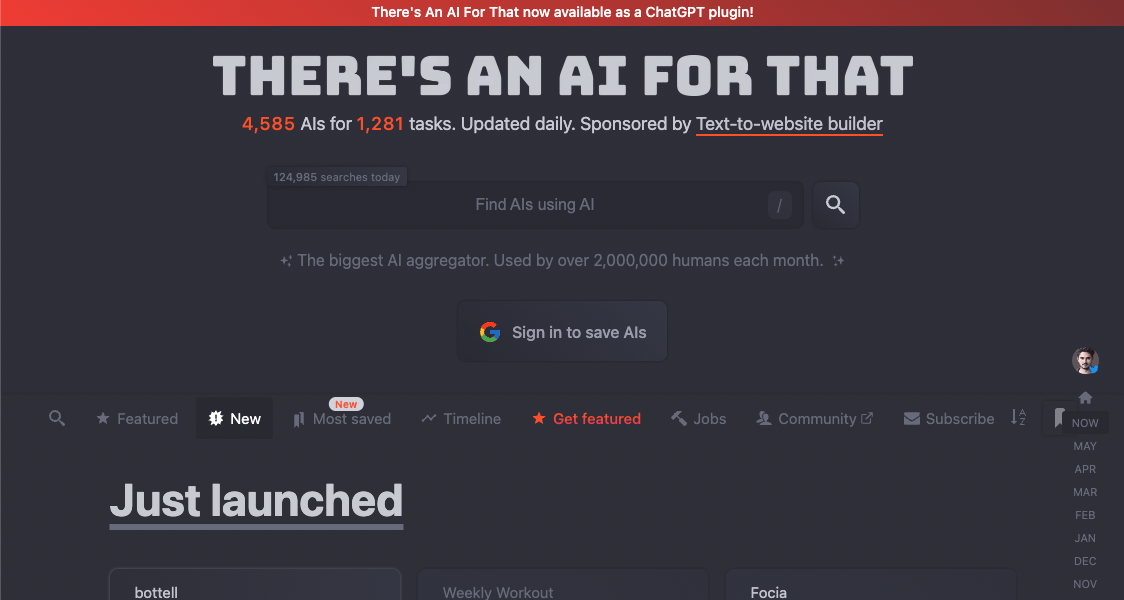 There's An AI For That now available as a ChatGPT plugin!
THERE'S AN AI FOR THAT
4,585 AIs for 1,281 tasks. Updated daily. Sponsored by Text-to-website builder
124,985 searches today
Find AIs using AI /
The biggest AI aggregator. Used by over 2,000,000 humans each month.
Sign in to save AIs
New
Featured New Most saved Timeline Get featured Jobs Community Subscribe A Z
NOW
MAY
APR
MAR
FEB
JAN
DEC
NOV
Just launched
bottell Weekly Workout Focia